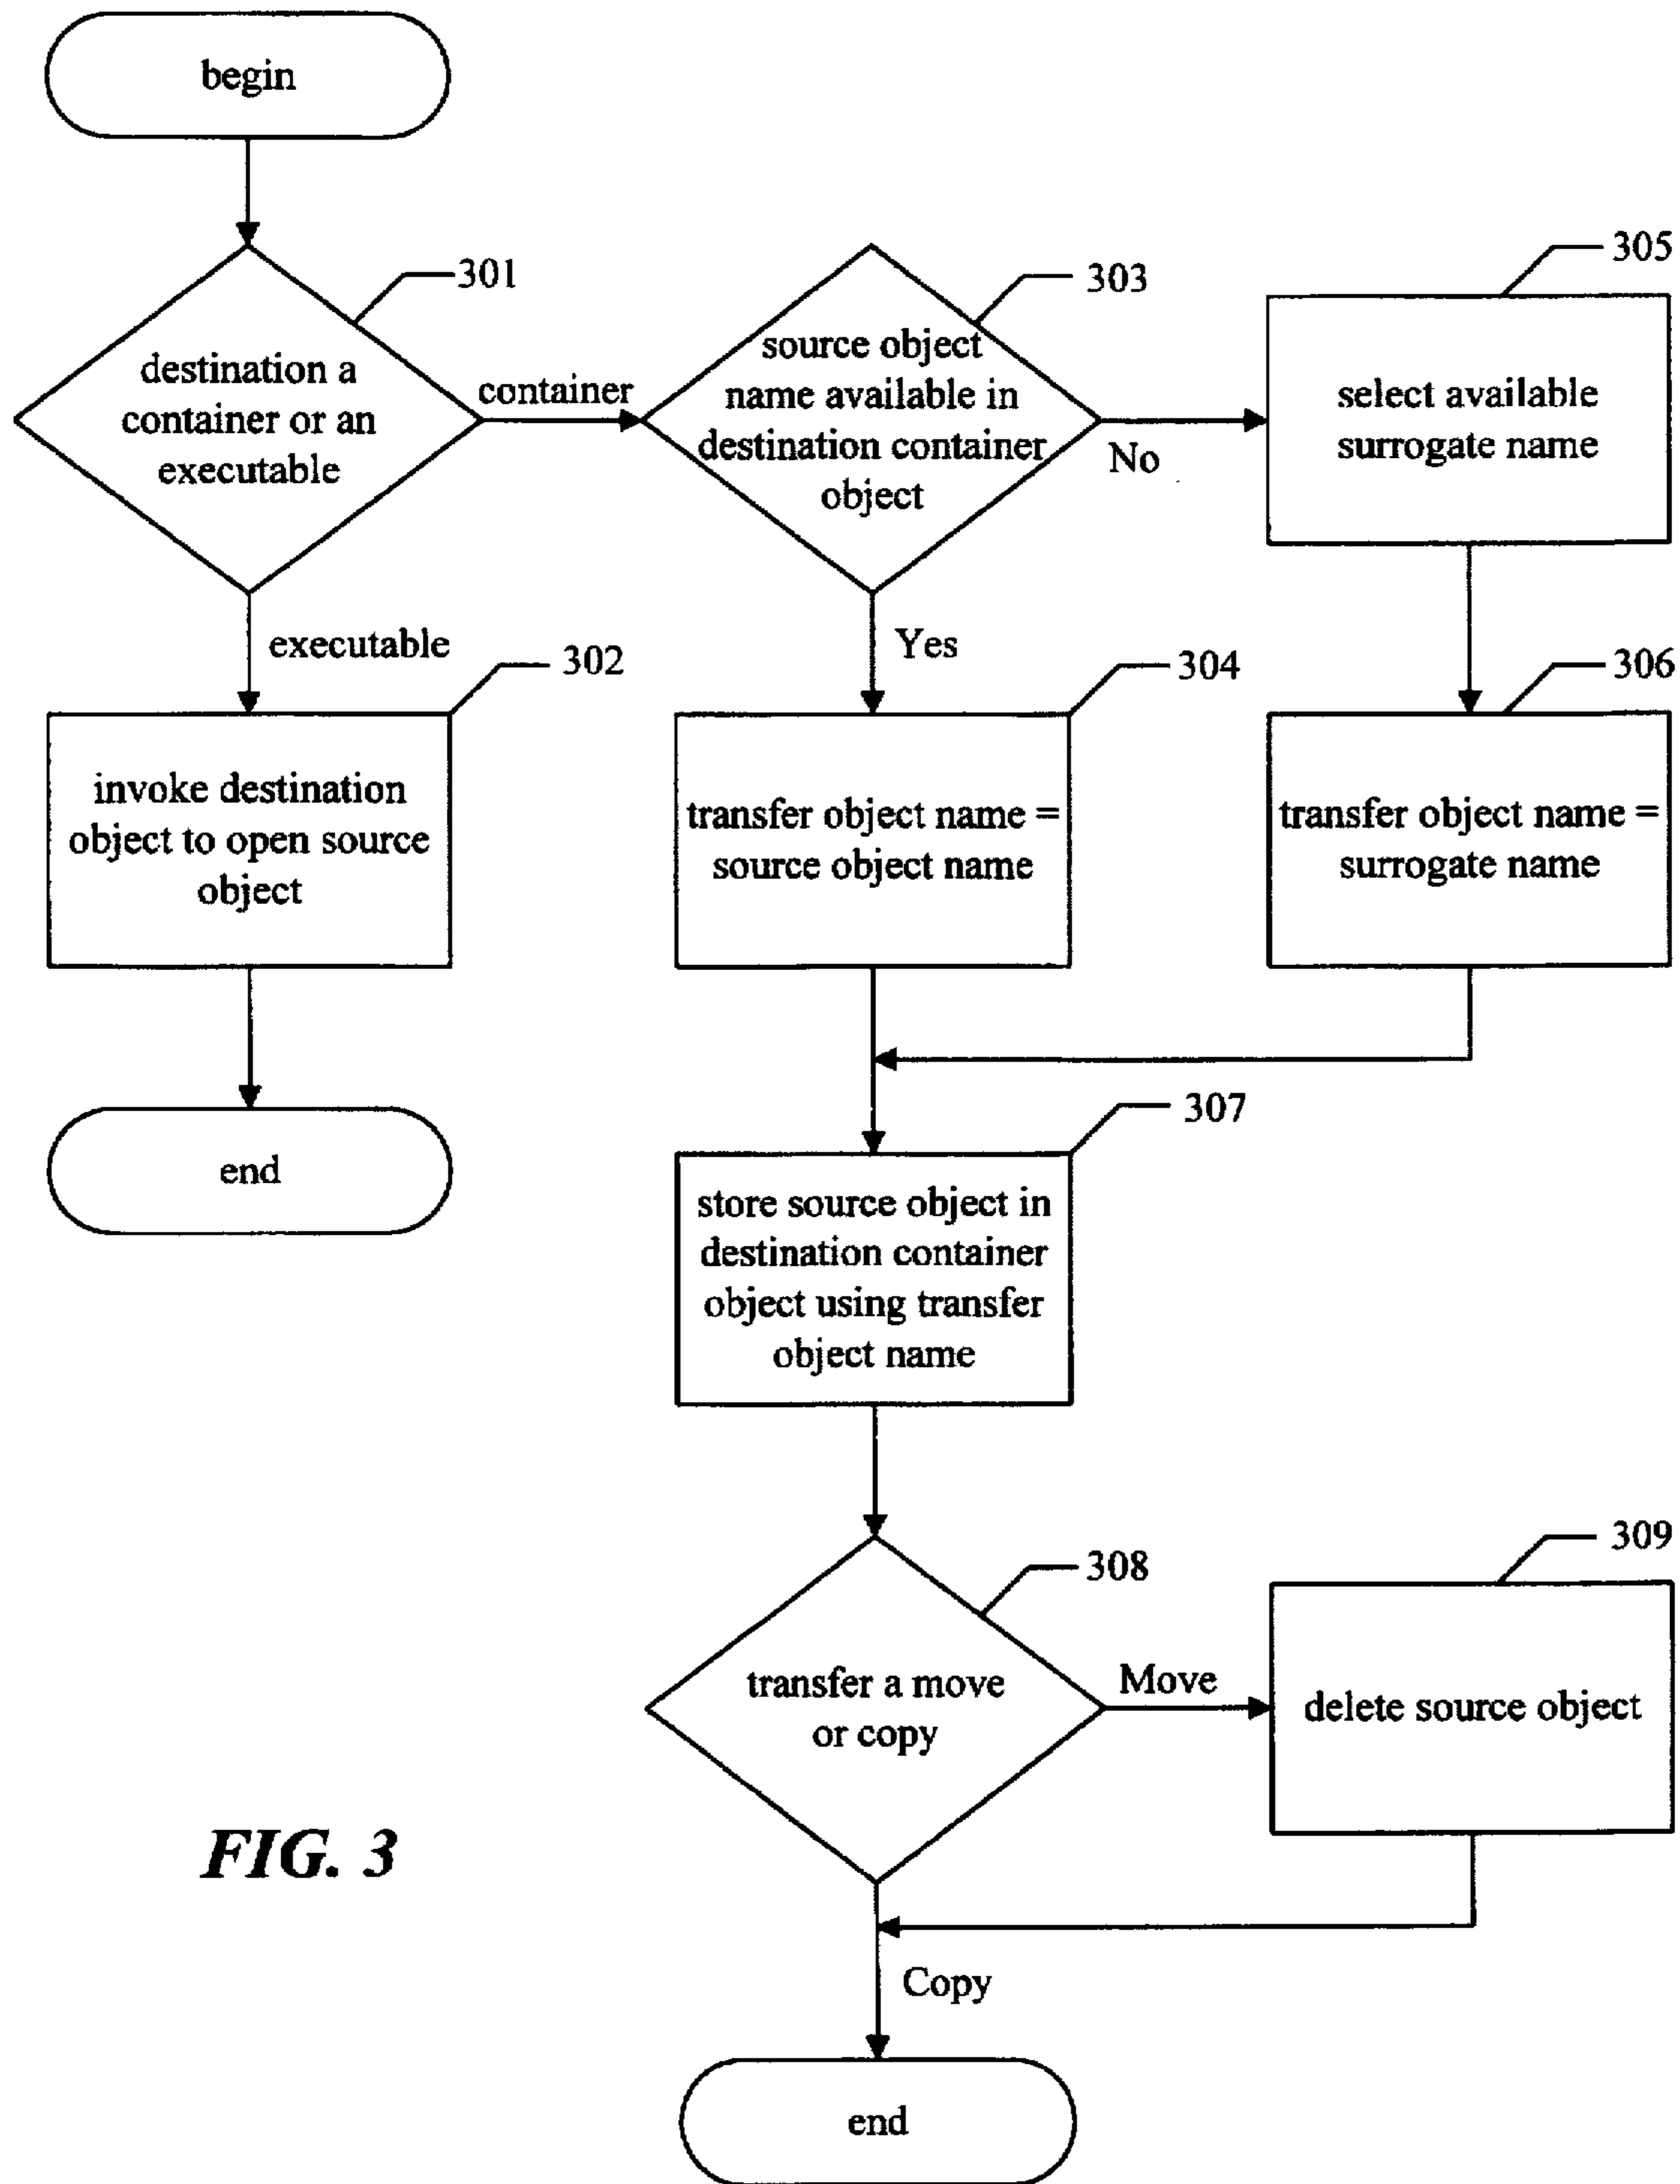 begin
301
destination a
container or an
executable
container
303
source object
name available in
destination container
object
No
305
select available
surrogate name
executable
302
invoke destination
object to open source
object
Yes
304
transfer object name =
source object name
306
transfer object name =
surrogate name
end
307
store source object in
destination container
object using transfer
object name
308
transfer a move
or copy
Move
309
delete source object
Copy
end
FIG. 3